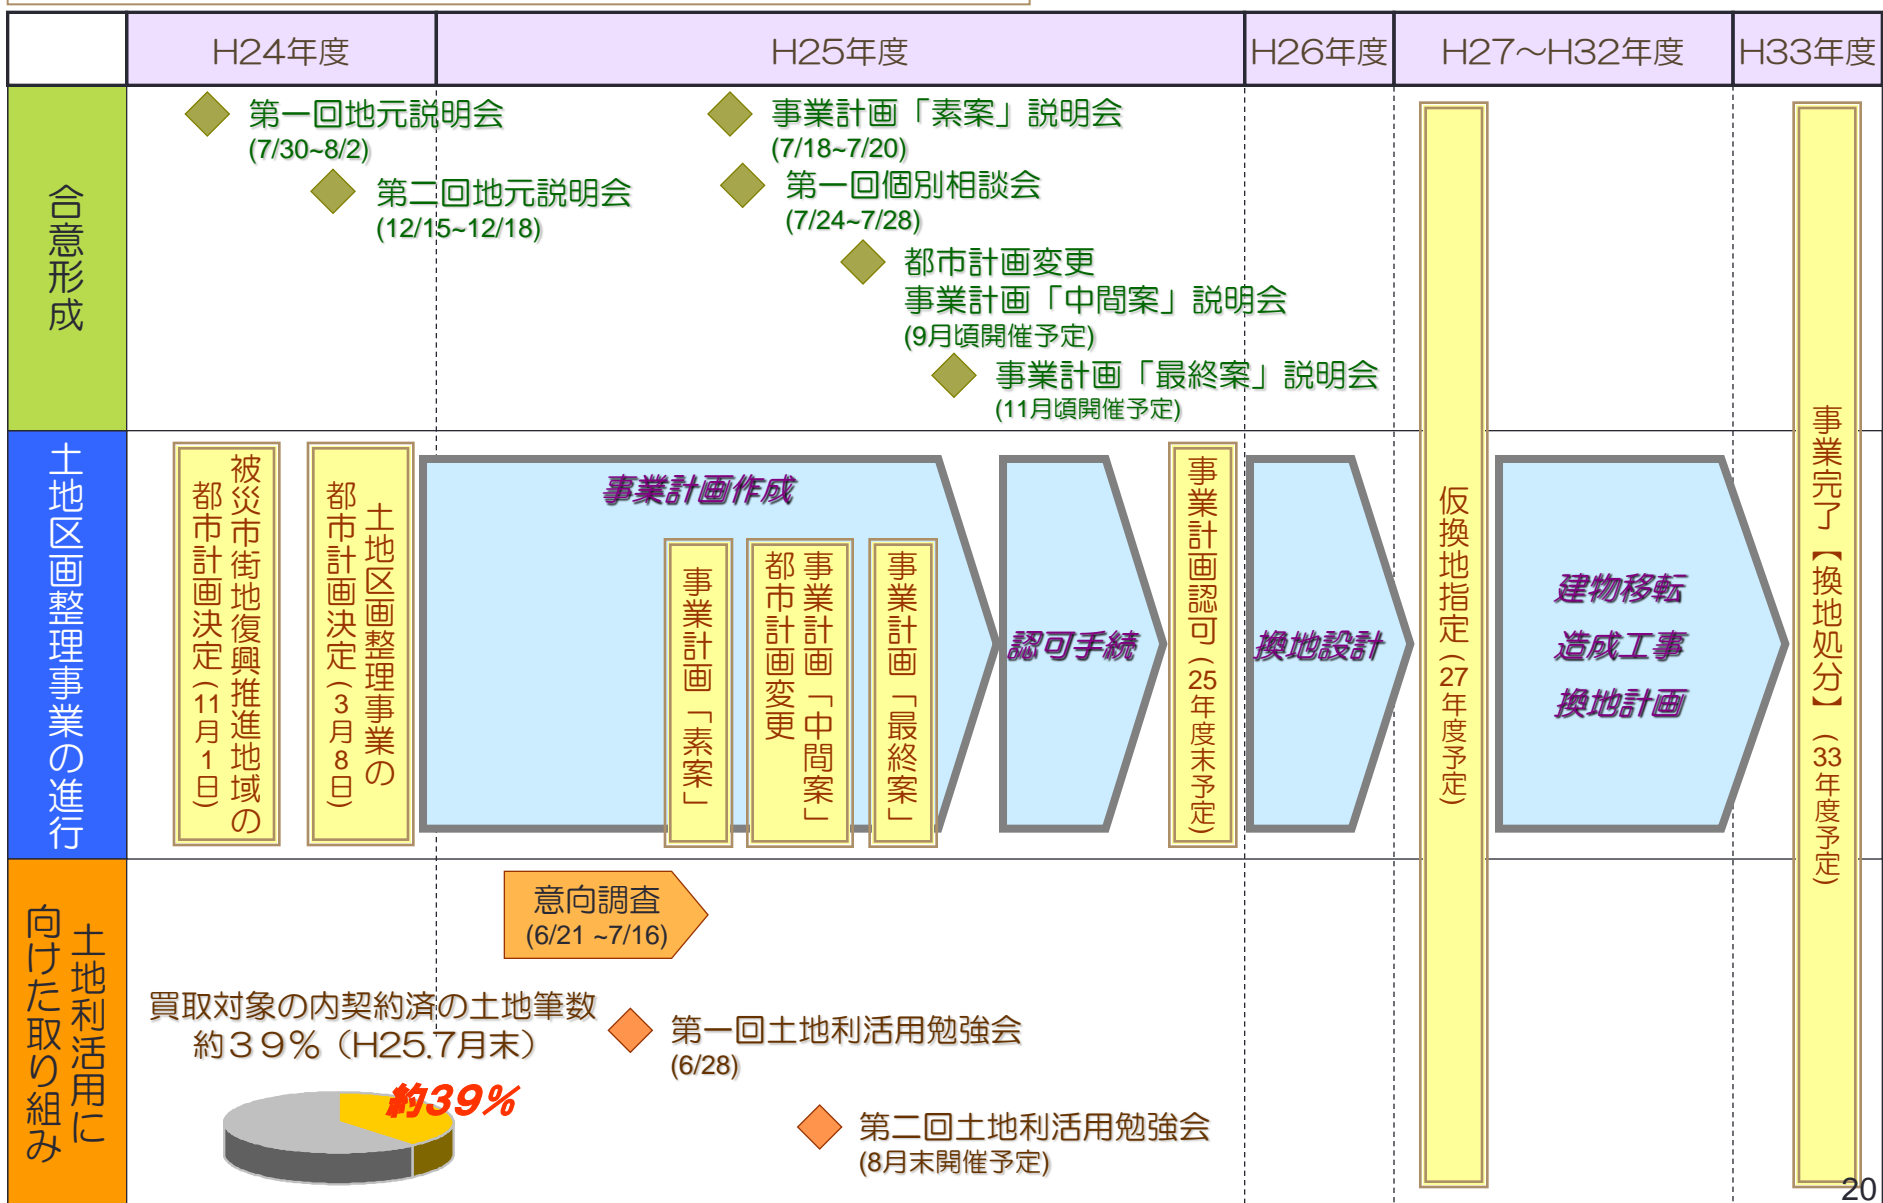 H24年度
H25年度
H26年度
H27～H32年度
H33年度
合意形成
第一回地元説明会
(7/30~8/2)
第二回地元説明会
(12/15~12/18)
事業計画「素案」説明会
(7/18~7/20)
第一回個別相談会
(7/24~7/28)
都市計画変更
事業計画「中間案」説明会
(9月頃開催予定)
事業計画「最終案」説明会
(11月頃開催予定)
土地区画整理事業の進行
被災市街地復興推進地域の
都市計画決定(11月1日)
土地区画整理事業の
都市計画決定(3月8日)
事業計画作成
事業計画「素案」
事業計画「中間案」
都市計画変更
事業計画「最終案」
認可手続
事業計画認可(25年度末予定)
換地設計
仮換地指定(27年度予定)
建物移転
造成工事
換地計画
事業完了【換地処分】(33年度予定)
土地利活用に
向けた取り組み
意向調査
(6/21 ~7/16)
買取対象の内契約済の土地筆数
約39%（H25.7月末）
約39%
第一回土地利活用勉強会
(6/28)
第二回土地利活用勉強会
(8月末開催予定)
20